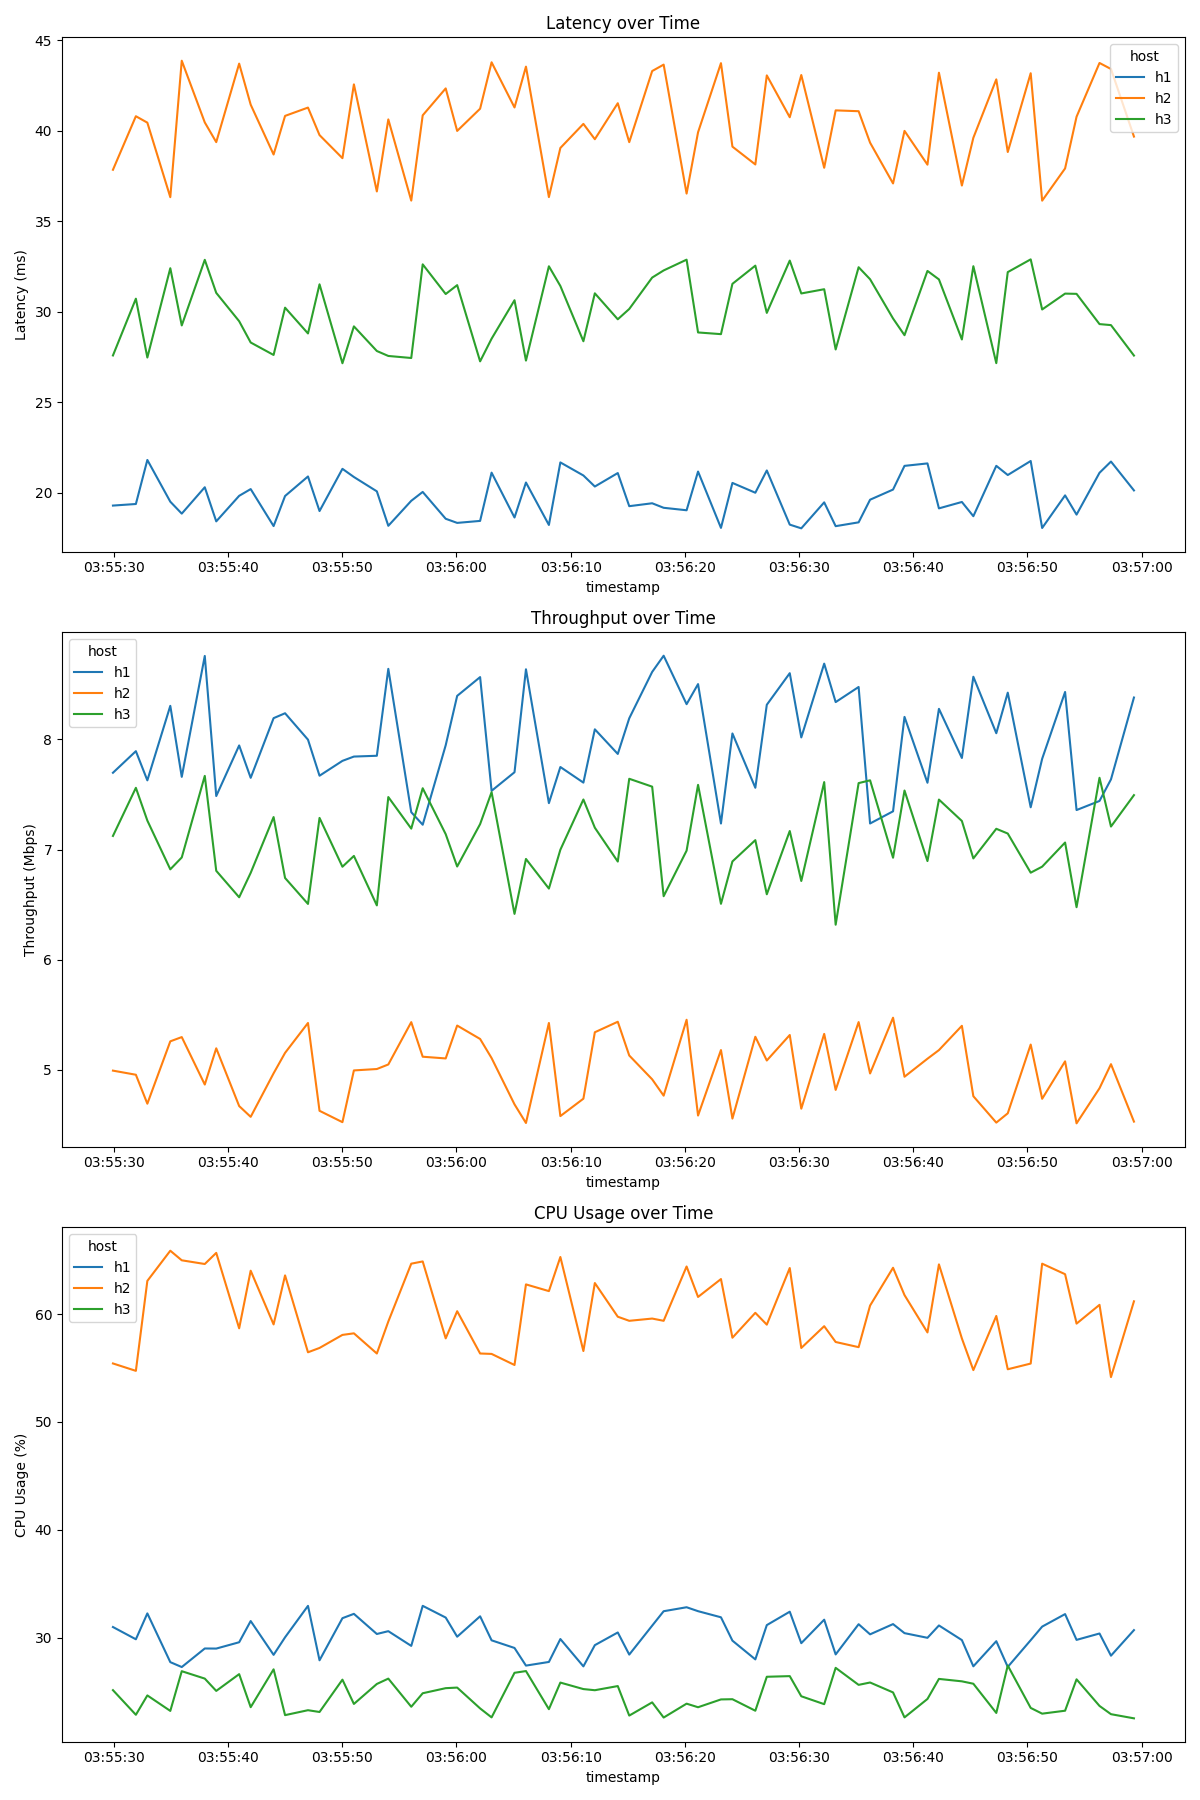 Latency over Time
45
40
35
30
25
20
Latency (ms)
host
h1
h2
h3
03:55:30 03:55:40 03:55:50 03:56:00 03:56:10 03:56:20 03:56:30 03:56:40 03:56:50 03:57:00
timestamp
Throughput over Time
host
h1
h2
h3
8
7
6
5
Throughput (Mbps)
03:55:30 03:55:40 03:55:50 03:56:00 03:56:10 03:56:20 03:56:30 03:56:40 03:56:50 03:57:00
timestamp
CPU Usage over Time
host
h1
h2
h3
60
50
40
30
CPU Usage (%)
03:55:30 03:55:40 03:55:50 03:56:00 03:56:10 03:56:20 03:56:30 03:56:40 03:56:50 03:57:00
timestamp